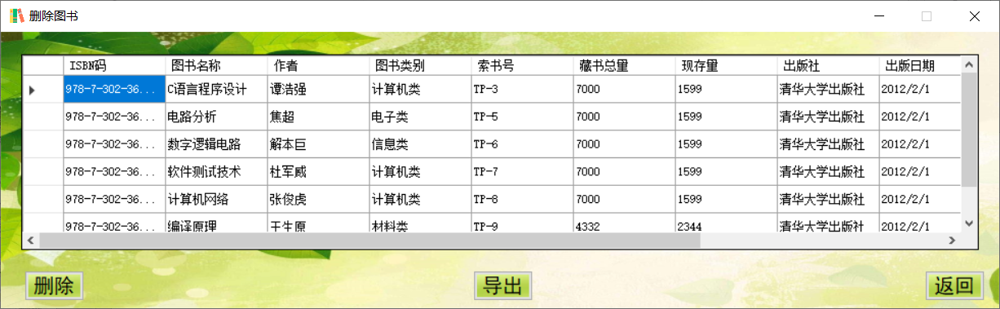 删除图书
ISBN码 图书名称 作者 图书类别 索书号 藏书总量 现存量 出版社 出版日期
978-7-302-36... C语言程序设计 谭浩强 计算机类 TP-3 7000 1599 清华大学出版社 2012/2/1
978-7-302-36... 电路分析 焦超 电子类 TP-5 7000 1599 清华大学出版社 2012/2/1
978-7-302-36... 数字逻辑电路 解本巨 信息类 TP-6 7000 1599 清华大学出版社 2012/2/1
978-7-302-36... 软件测试技术 杜军威 计算机类 TP-7 7000 1599 清华大学出版社 2012/2/1
978-7-302-36... 计算机网络 张俊虎 计算机类 TP-8 7000 1599 清华大学出版社 2012/2/1
978-7-302-36... 编译原理 王生原 材料类 TP-9 4332 2344 清华大学出版社 2012/2/1
删除 导出 返回